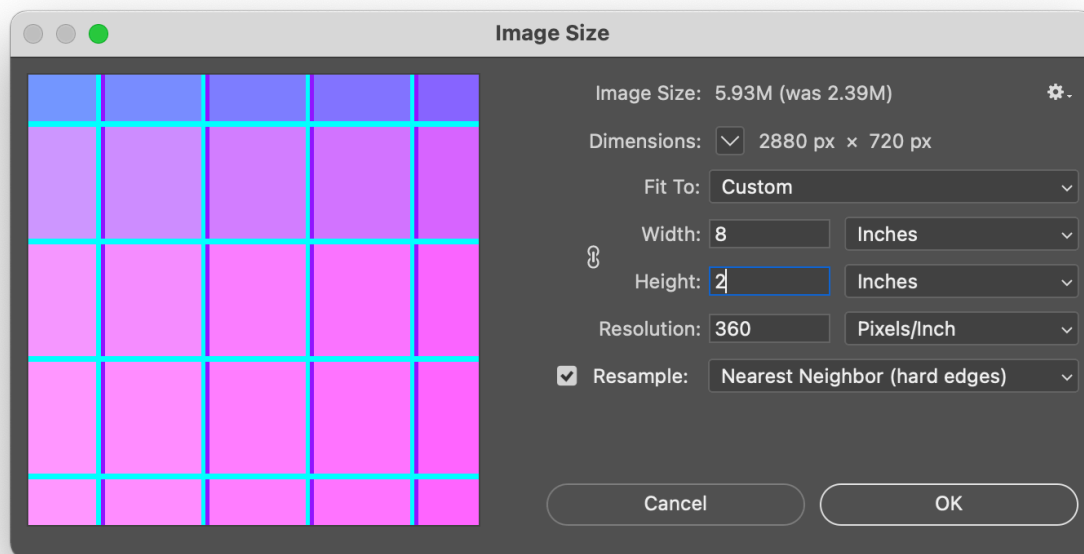 Image Size
Image Size: 5.93M (was 2.39M)
Dimensions: 2880 px × 720 px
Fit To: Custom
Width: 8 Inches
Height: 2 Inches
Resolution: 360 Pixels/Inch
Resample: Nearest Neighbor (hard edges)
Cancel OK